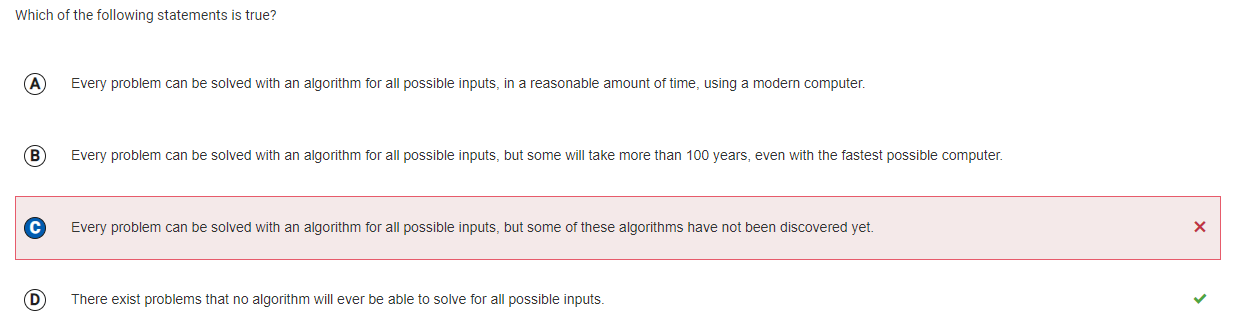 Which of the following statements is true?
A Every problem can be solved with an algorithm for all possible inputs, in a reasonable amount of time, using a modern computer.
B Every problem can be solved with an algorithm for all possible inputs, but some will take more than 100 years, even with the fastest possible computer.
C Every problem can be solved with an algorithm for all possible inputs, but some of these algorithms have not been discovered yet.
D There exist problems that no algorithm will ever be able to solve for all possible inputs.